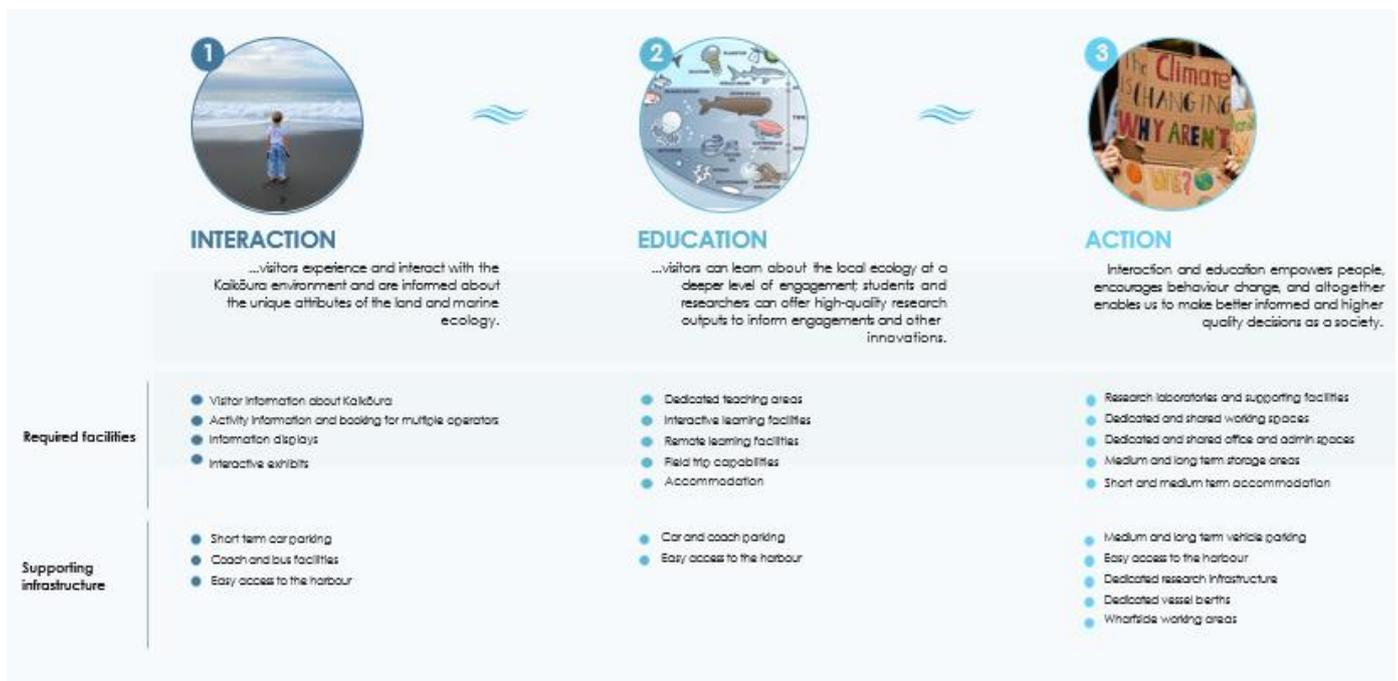 1
INTERACTION
...visitors experience and interact with the
Kaikōura environment and are informed about
the unique attributes of the land and marine
ecology.
2
EDUCATION
...visitors can learn about the local ecology at a
deeper level of engagement; students and
researchers can offer high-quality research
outputs to inform engagements and other
innovations.
3
The Climate
IS CHANGING
WHY AREN'T
WE?
ACTION
Interaction and education empowers people,
encourages behaviour change, and altogether
enables us to make better informed and higher
quality decisions as a society.
Required facilities
Visitor information about Kaikōura
Activity information and booking for multiple operators
Information displays
Interactive exhibits
Dedicated teaching areas
Interactive learning facilities
Remote learning facilities
Field trip capabilities
Accommodation
Research laboratories and supporting facilities
Dedicated and shared working spaces
Dedicated and shared office and admin spaces
Medium and long term storage areas
Short and medium term accommodation
Supporting
infrastructure
Short term car parking
Coach and bus facilities
Easy access to the harbour
Car and coach parking
Easy access to the harbour
Medium and long term vehicle parking
Easy access to the harbour
Dedicated research infrastructure
Dedicated vessel berths
Wharfside working areas